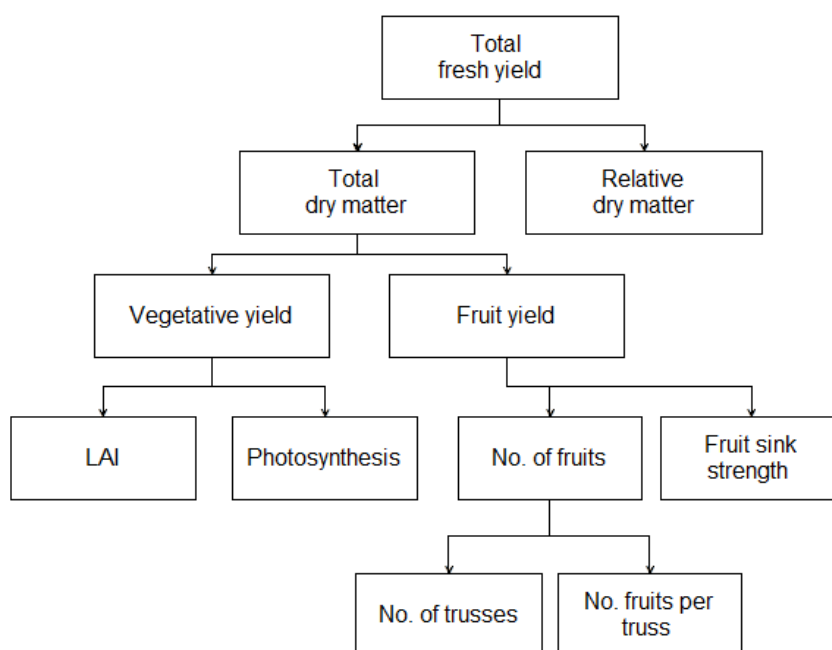 Total
fresh yield
Total
dry matter
Relative
dry matter
Vegetative yield
Fruit yield
LAI
Photosynthesis
No. of fruits
Fruit sink
strength
No. of trusses
No. fruits per
truss